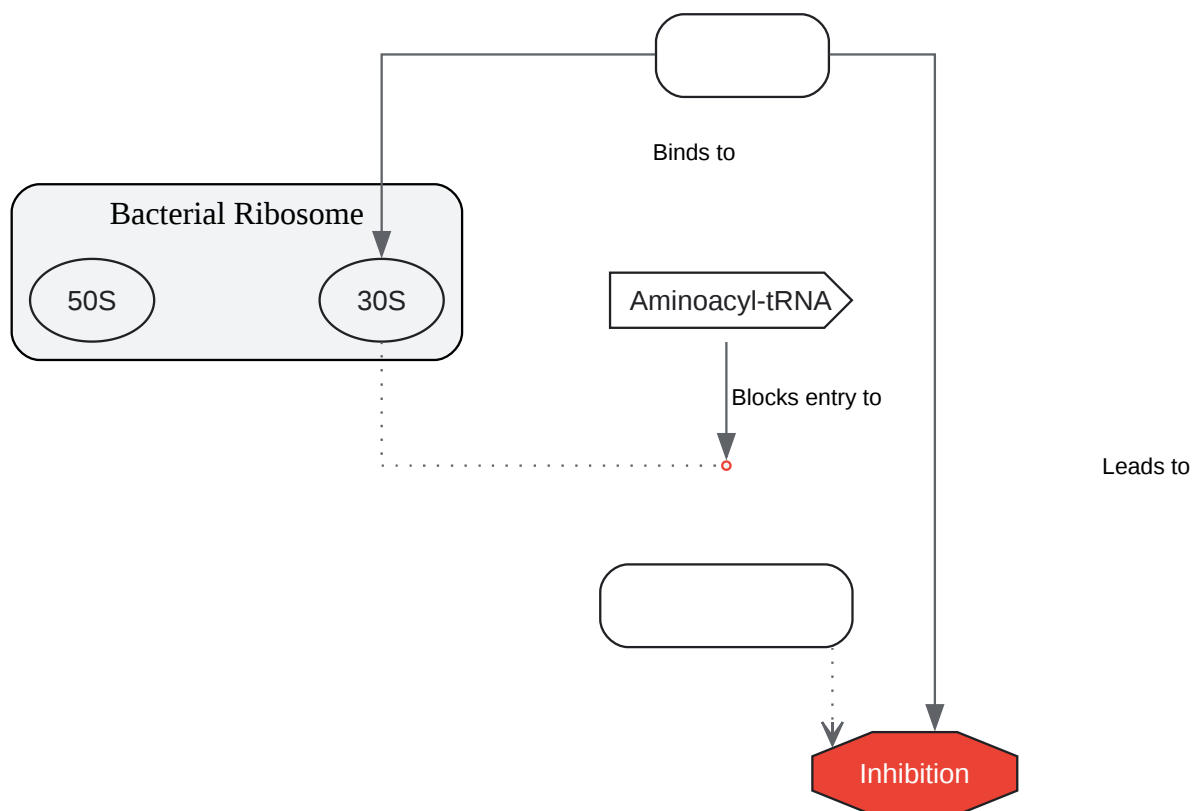 Binds to
Bacterial Ribosome
50S
30S
Aminoacyl-tRNA
Blocks entry to
Leads to
Inhibition